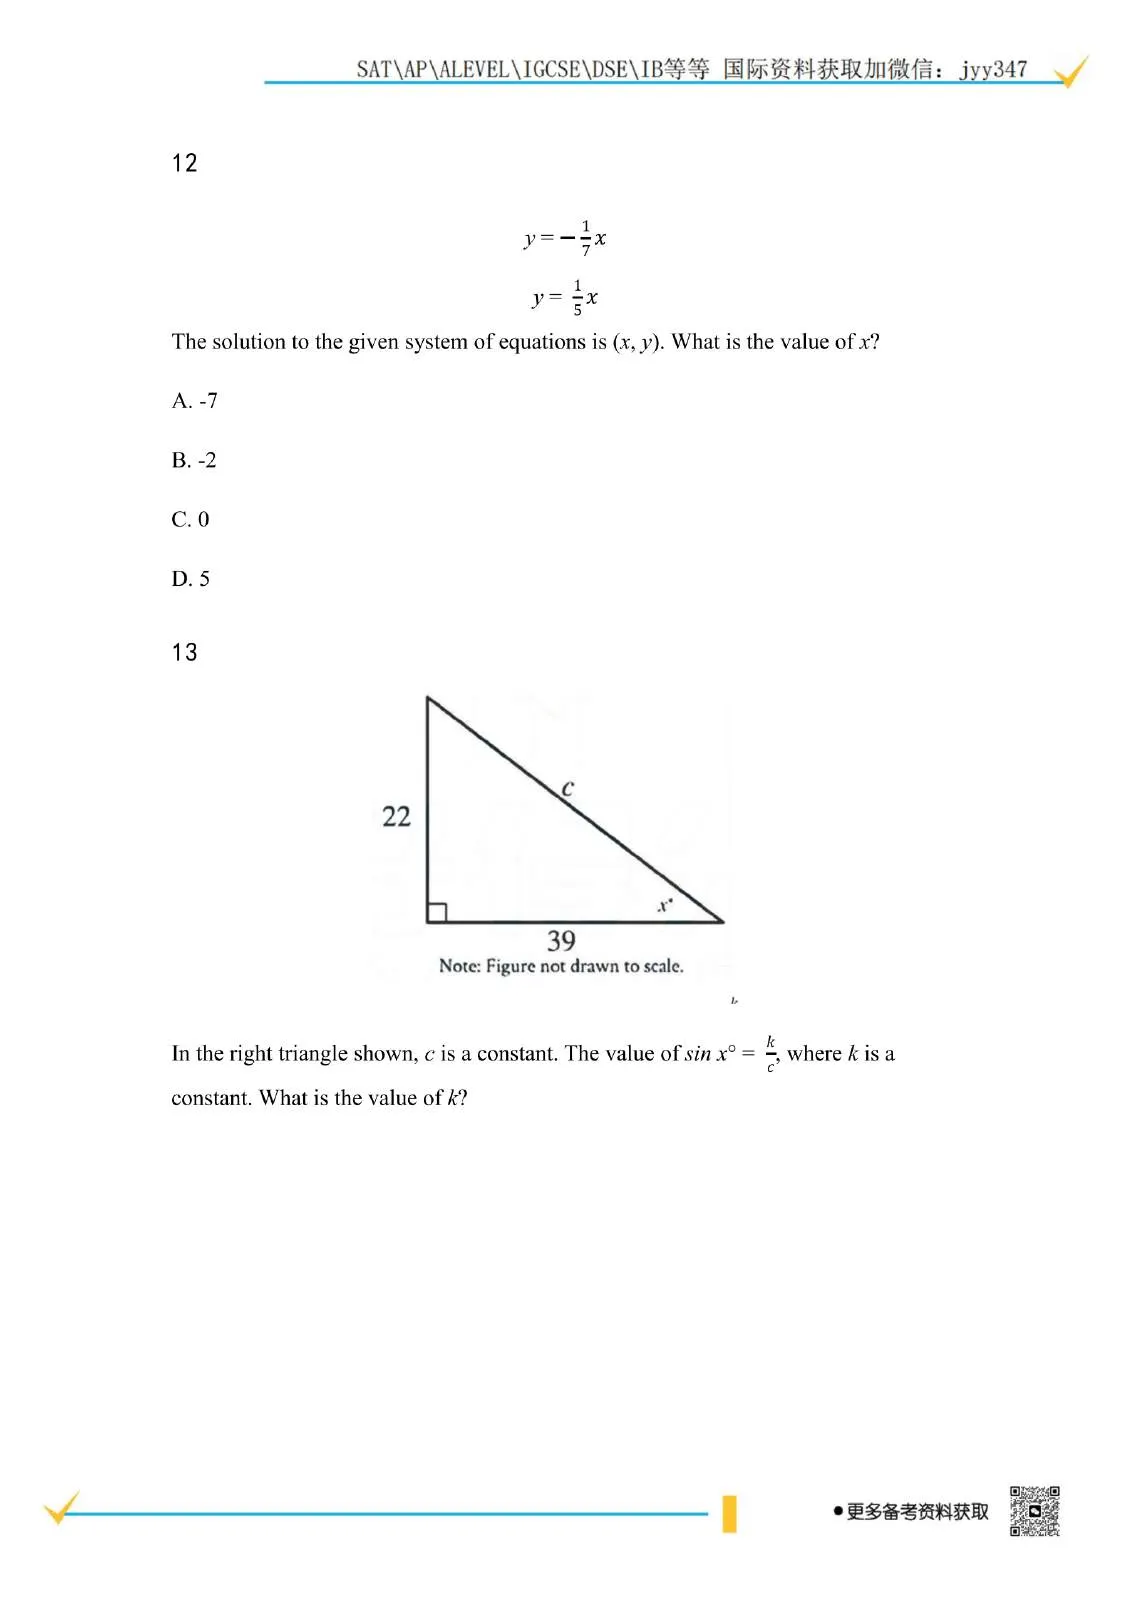 SAT\AP\ALEVEL\IGCSE\DSE\IB等等 国际资料获取加微信：jyy347
12
y = −1/7x
y = 1/5x
The solution to the given system of equations is (x, y). What is the value of x?
A. -7
B. -2
C. 0
D. 5
13
c
22
x°
39
Note: Figure not drawn to scale.
In the right triangle shown, c is a constant. The value of sin x° = k/c, where k is a
constant. What is the value of k?
●更多备考资料获取